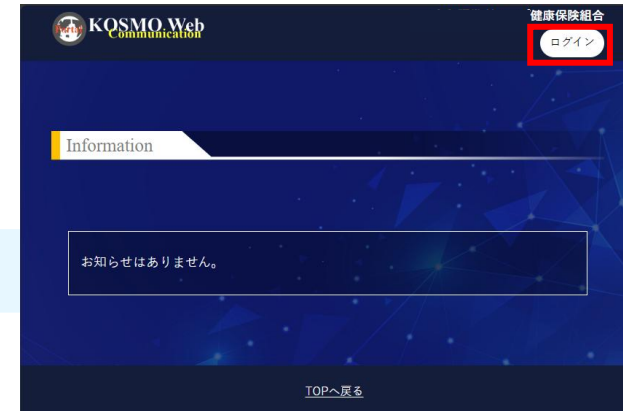 健康保険組合
Portal
KOSMO.Web
Communication
ログイン
Information
お知らせはありません。
TOPへ戻る